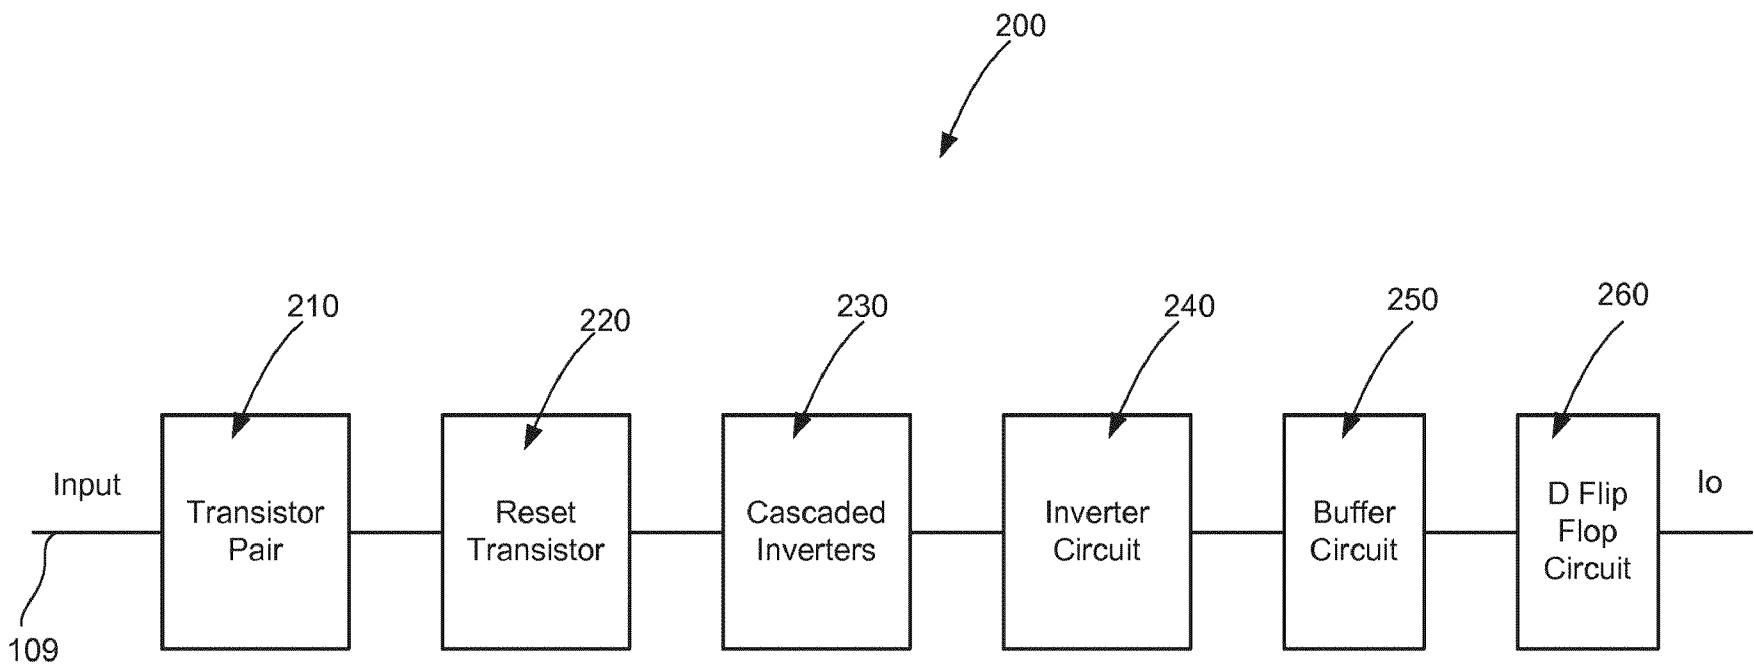 200
210
220
230
240
250
260
Input
Transistor
Pair
Reset
Transistor
Cascaded
Inverters
Inverter
Circuit
Buffer
Circuit
D Flip
Flop
Circuit
Io
109